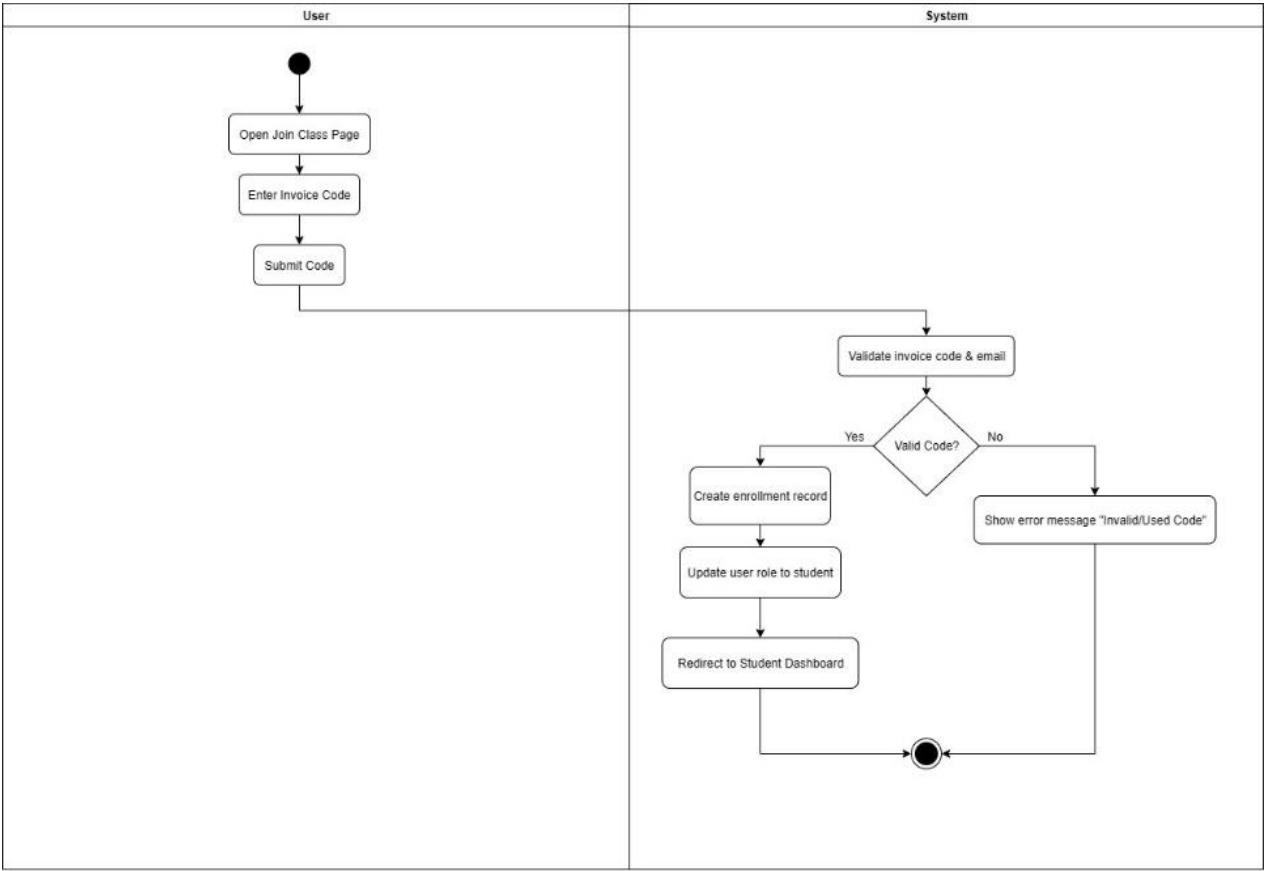 User
System
Open Join Class Page
Enter Invoice Code
Submit Code
Validate invoice code & email
Valid Code?
Yes
No
Create enrollment record
Show error message "Invalid/Used Code"
Update user role to student
Redirect to Student Dashboard